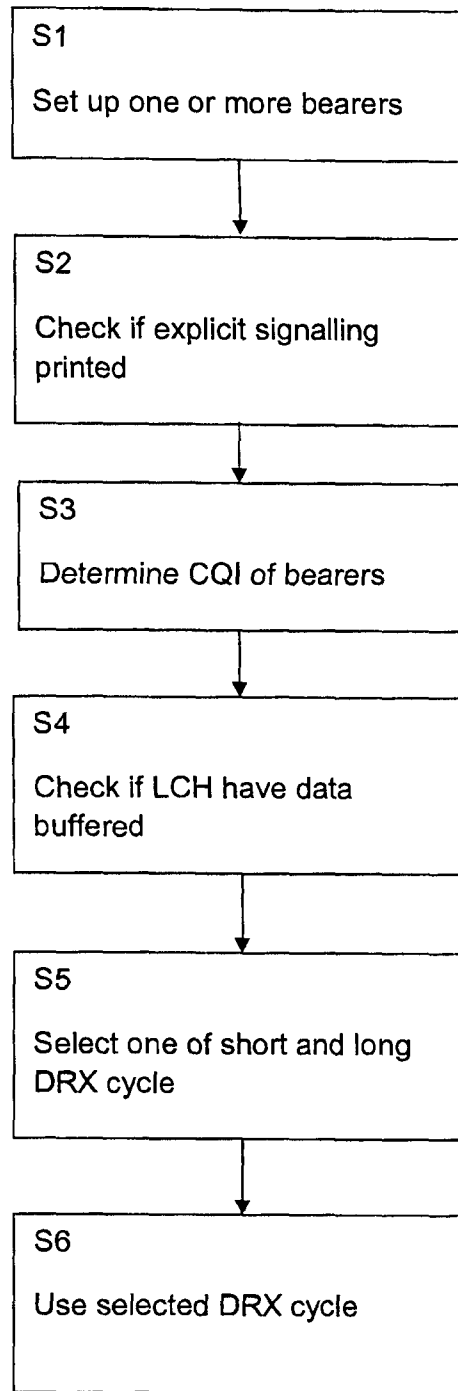 S1
Set up one or more bearers
S2
Check if explicit signalling
printed
S3
Determine CQI of bearers
S4
Check if LCH have data
buffered
S5
Select one of short and long
DRX cycle
S6
Use selected DRX cycle